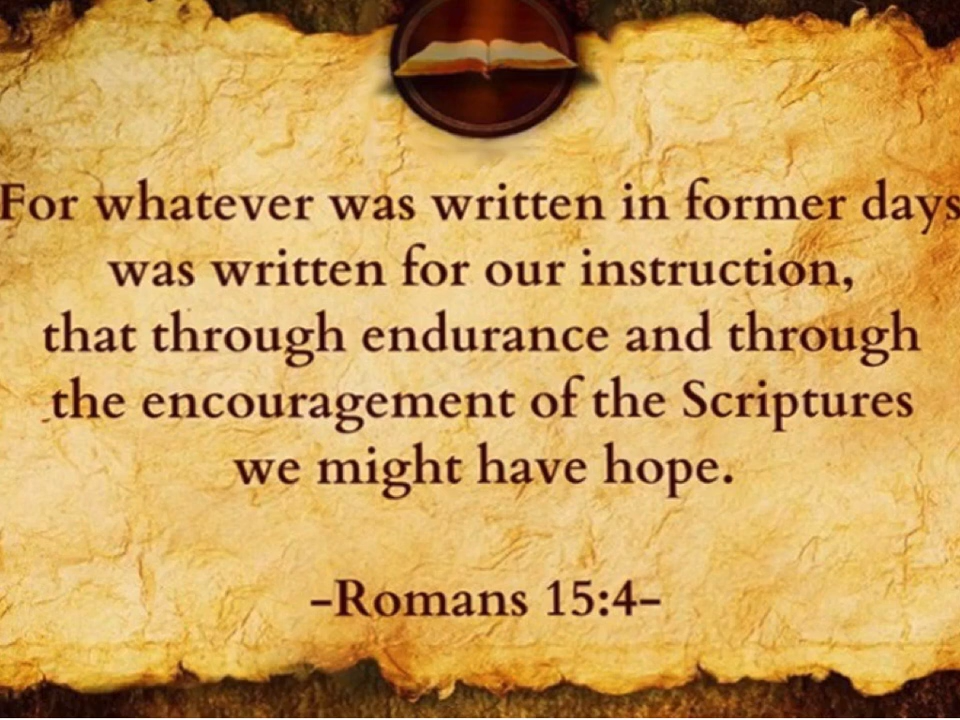 For whatever was written in former days
was written for our instruction,
that through endurance and through
the encouragement of the Scriptures
we might have hope.
-Romans 15:4-